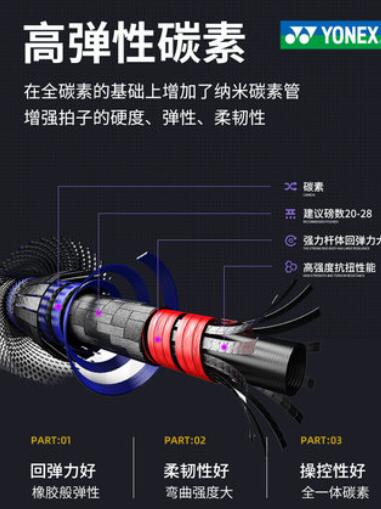 高弹性碳素
YONEX
在全碳素的基础上增加了纳米碳素管
增强拍子的硬度、弹性、柔韧性
碳素
建议磅数20-28
强力杆体回弹力大
高强度抗扭性能
PART:01
PART:02
PART:03
回弹力好
柔韧性好
操控性好
橡胶般弹性
弯曲强度大
全一体碳素